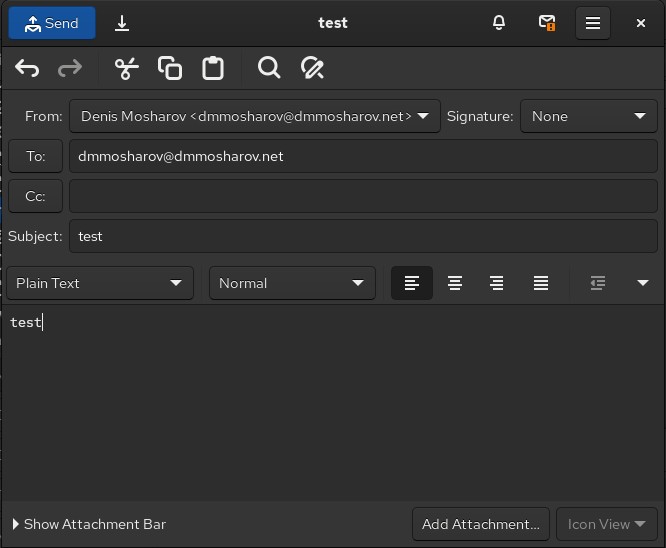 Send test
From: Denis Mosharov <dmmosharov@dmmosharov.net> Signature: None
To: dmmosharov@dmmosharov.net
Cc:
Subject: test
Plain Text Normal
test
Show Attachment Bar Add Attachment... Icon View